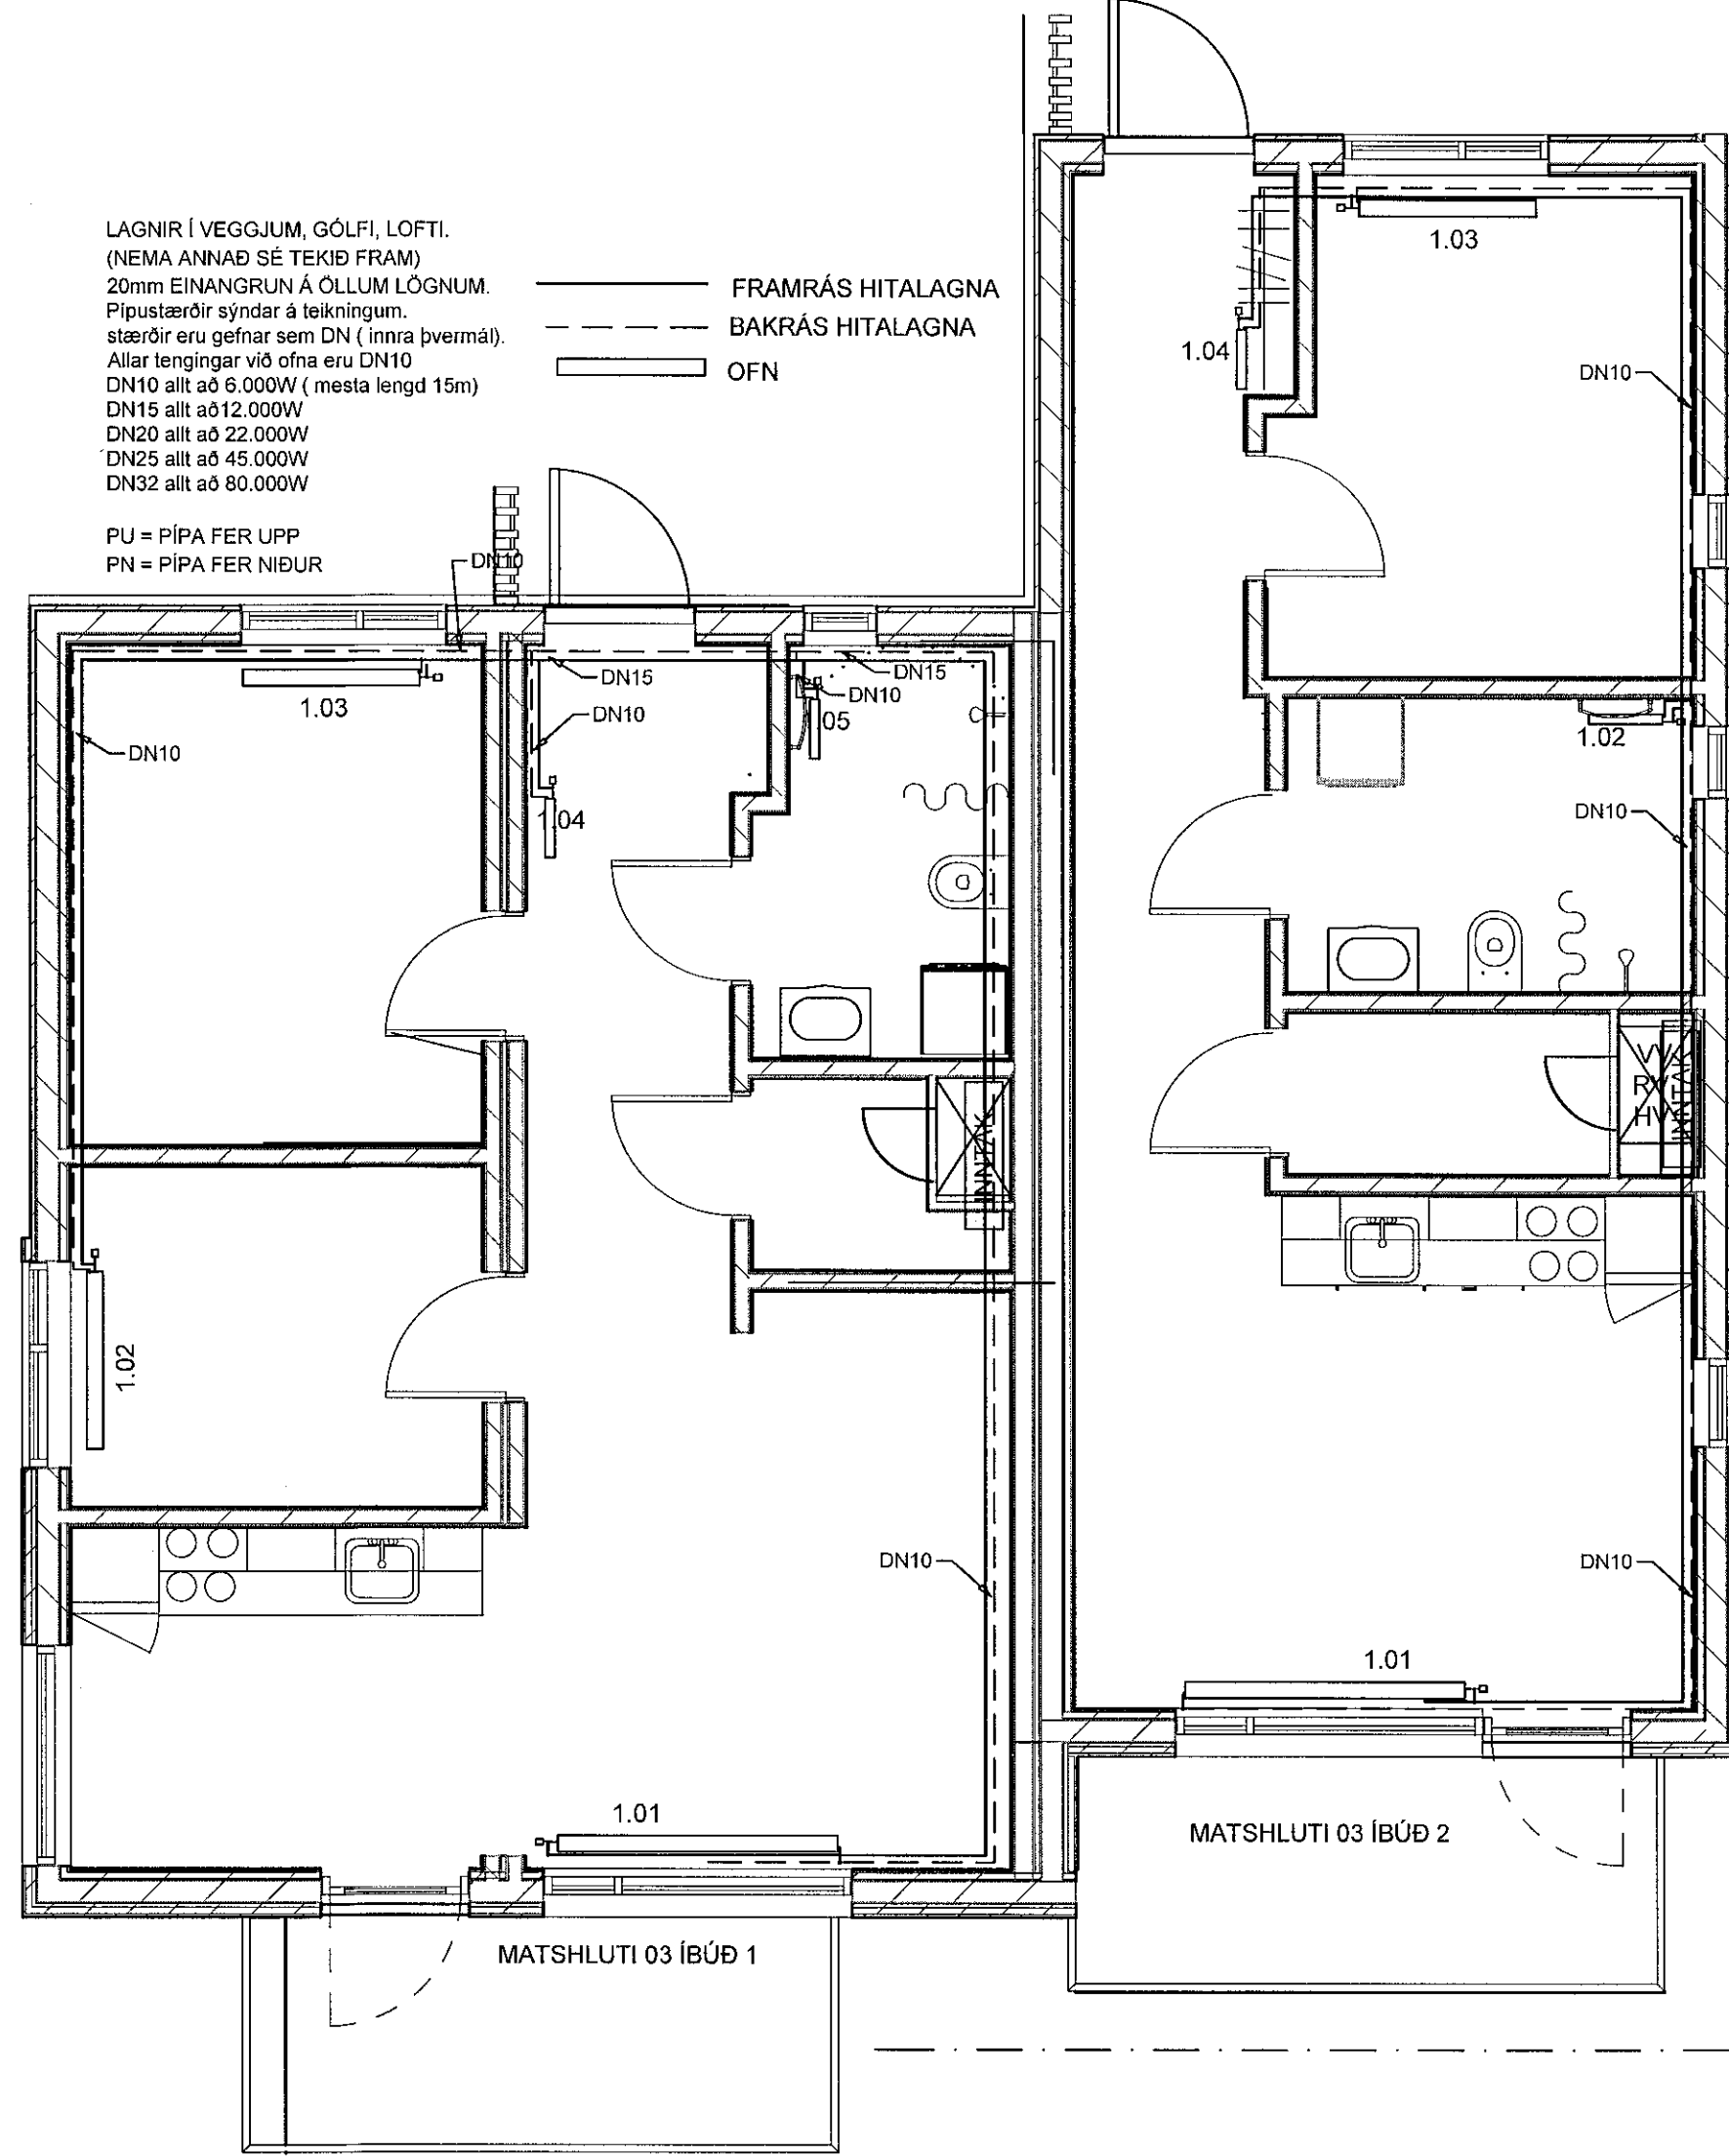 LAGNIR Í VEGGJUM, GÓLFI, LOFTI.
(NEMA ANNAÐ SÉ TEKIÐ FRAM)
20mm EINANGRUN Á ÖLLUM LÖGNUM.
Pípustærðir sýndar á teikningum.
stærðir eru gefnar sem DN ( innra þvermál).
Allar tengingar við ofna eru DN10
DN10 allt að 6.000W ( mesta lengd 15m)
DN15 allt að12.000W
DN20 allt að 22.000W
DN25 allt að 45.000W
DN32 allt að 80.000W
PU = PÍPA FER UPP
PN = PÍPA FER NIÐUR
FRAMRÁS HITALAGNA
BAKRÁS HITALAGNA
OFN
1.03
1.04
DN10
DN10
1.03
DN15
DN10
DN15
DN10
05
DN10
1.04
1.02
DN10
VV
RV
HV
INNTAK
INNTAK
1.02
DN10
DN10
1.01
1.01
MATSHLUTI 03 ÍBÚÐ 2
MATSHLUTI 03 ÍBÚÐ 1